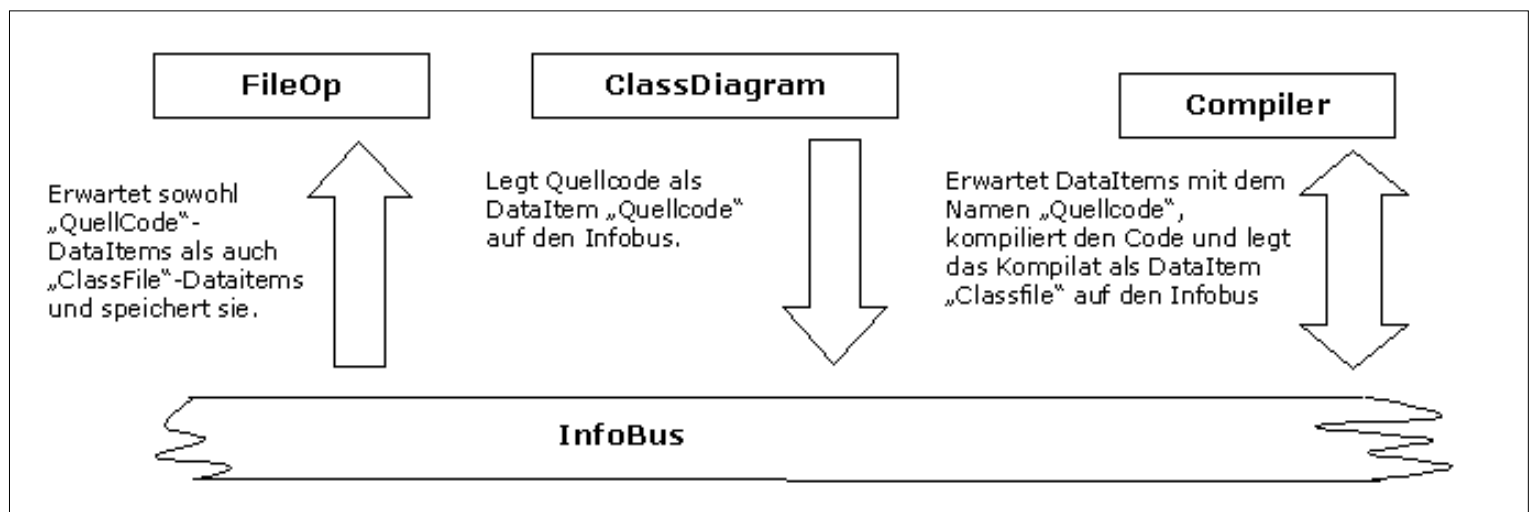 FileOp
ClassDiagram
Compiler
Erwartet sowohl
„QuellCode“-
DataItems als auch
„ClassFile“-Dataitems
und speichert sie.
Legt Quellcode als
DataItem „Quellcode“
auf den Infobus.
Erwartet DataItems mit dem
Namen „Quellcode“,
kompiliert den Code und legt
das Kompilat als DataItem
„Classfile“ auf den Infobus
InfoBus